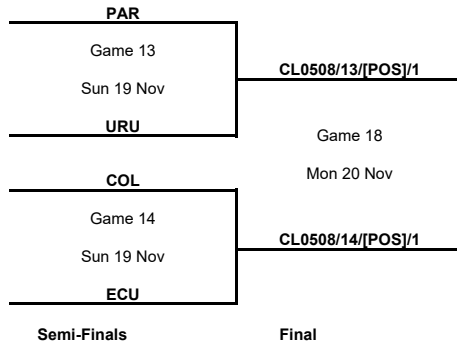 PAR
Game 13
CL0508/13/[POS]/1
Sun 19 Nov
URU
Game 18
Mon 20 Nov
COL
Game 14
CL0508/14/[POS]/1
Sun 19 Nov
ECU
Semi-Finals Final